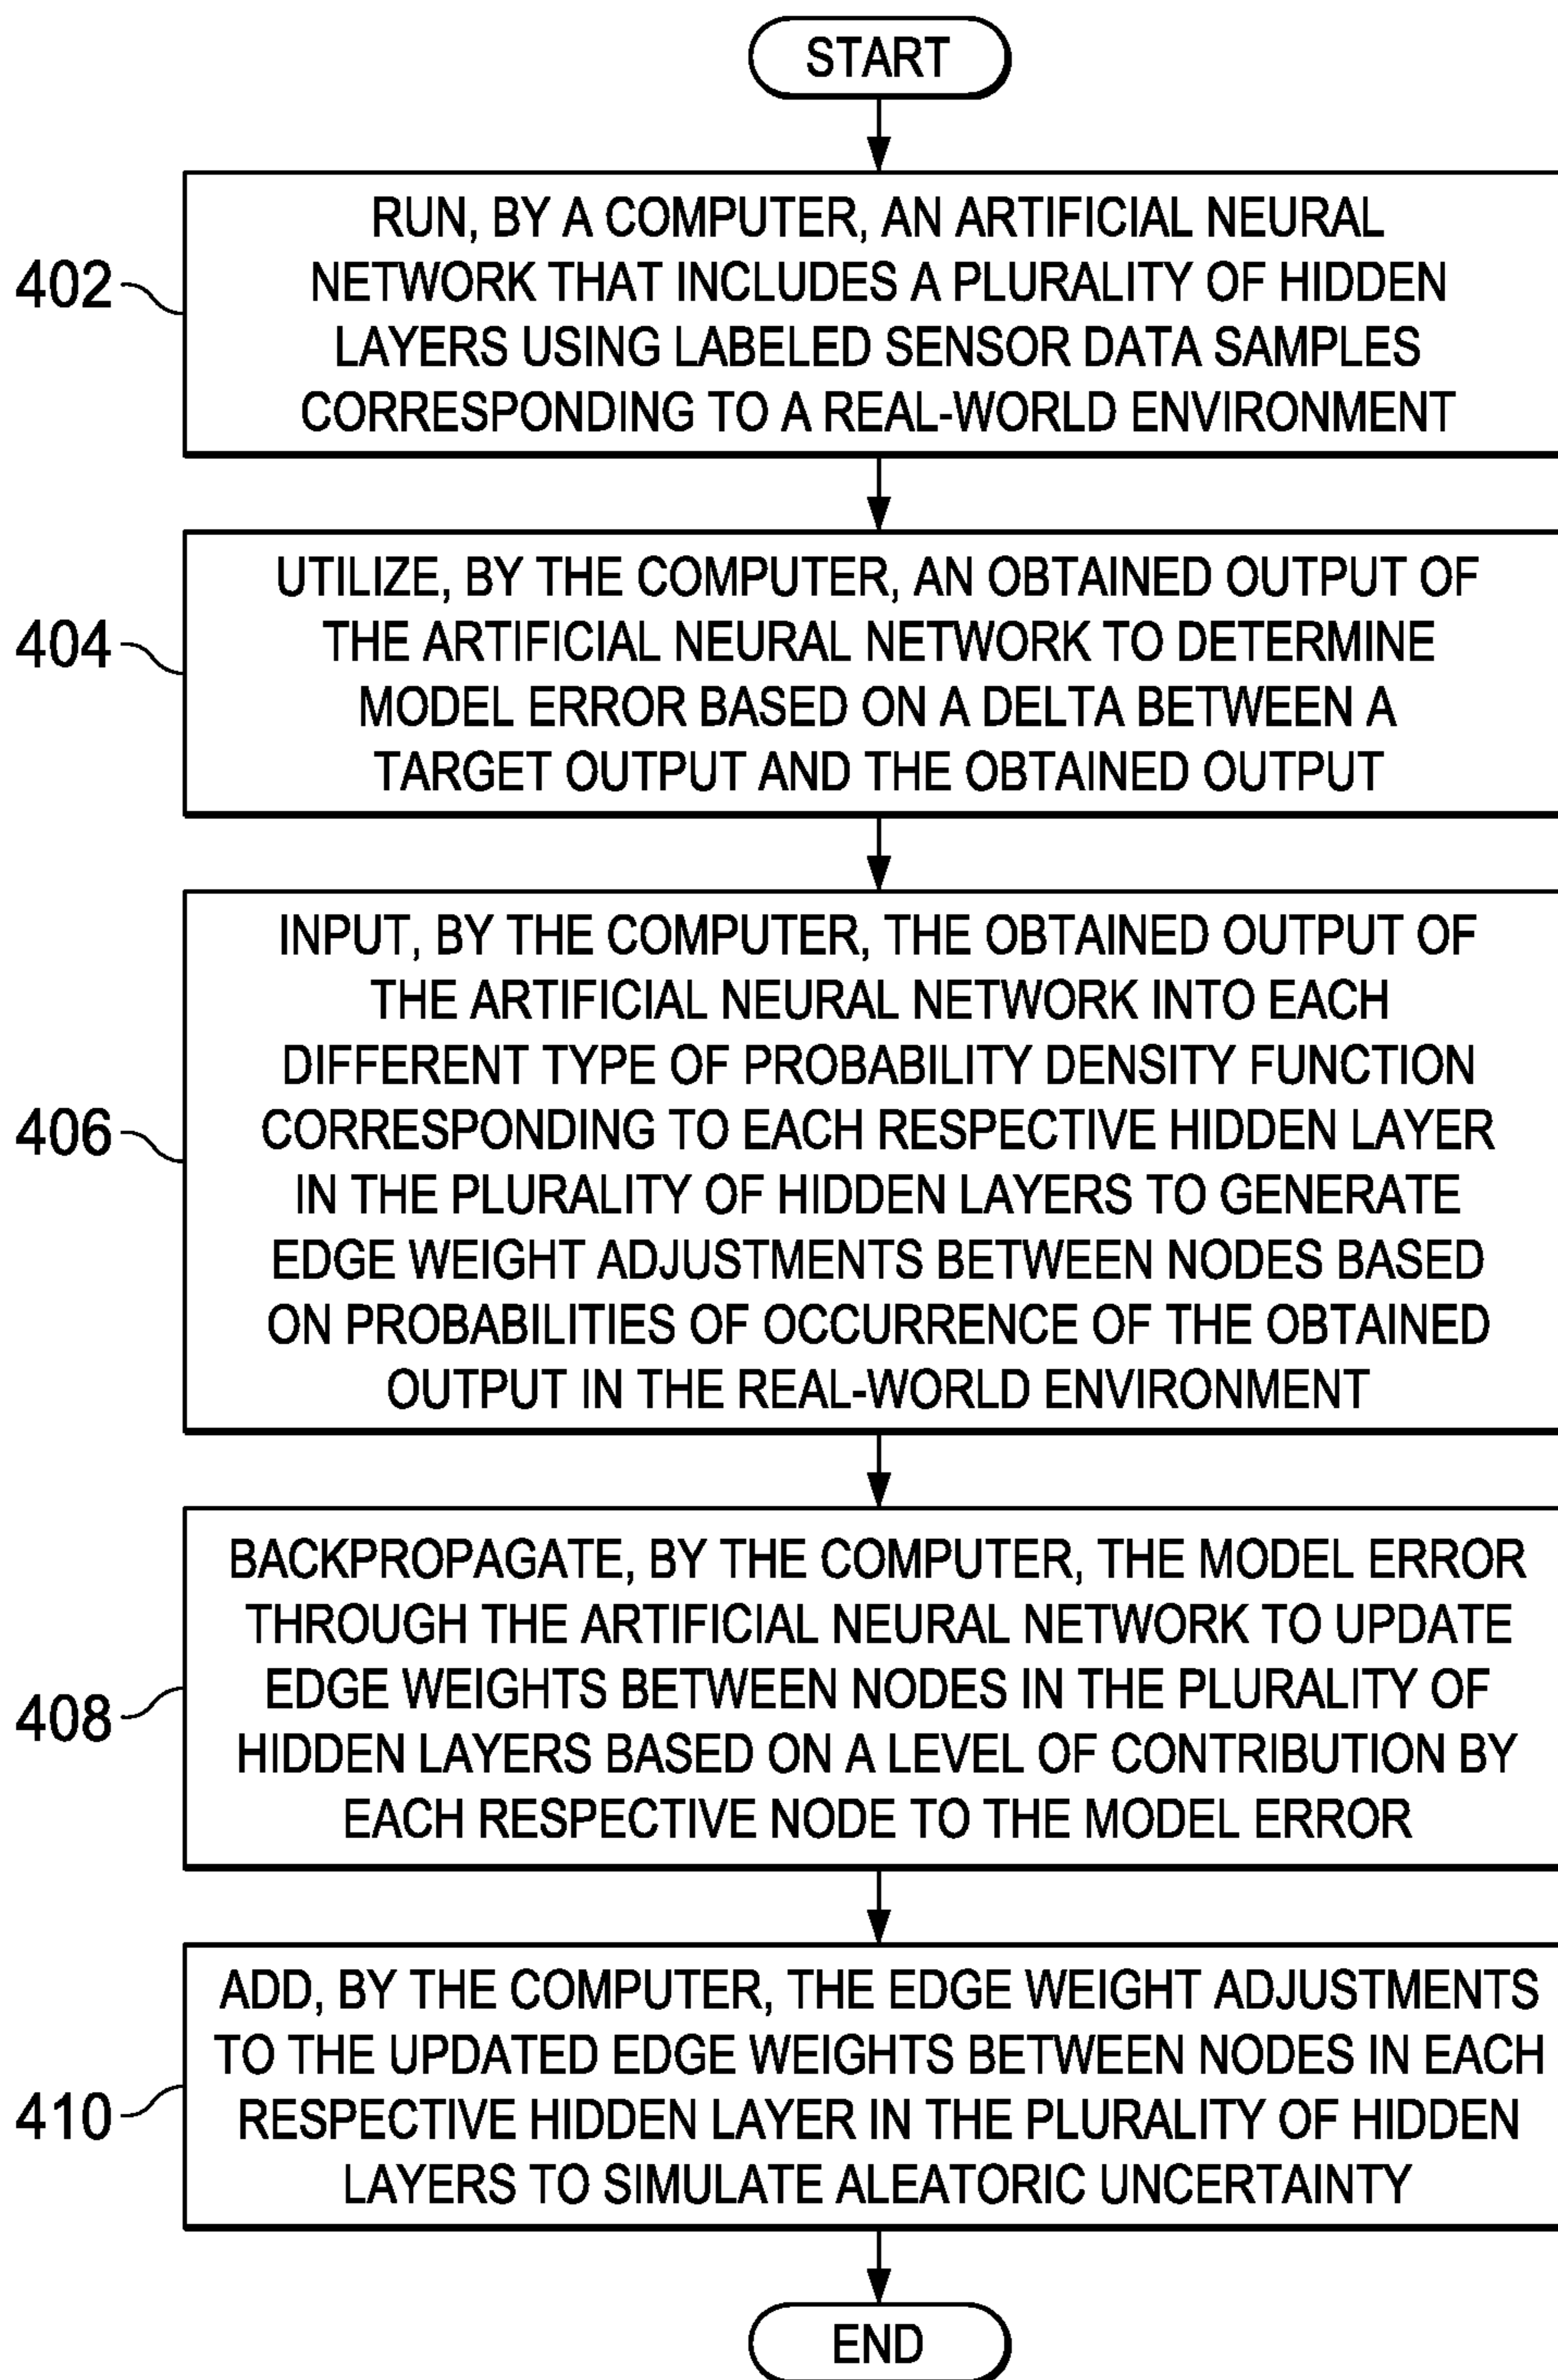 START
RUN, BY A COMPUTER, AN ARTIFICIAL NEURAL
NETWORK THAT INCLUDES A PLURALITY OF HIDDEN
LAYERS USING LABELED SENSOR DATA SAMPLES
CORRESPONDING TO A REAL-WORLD ENVIRONMENT
402
UTILIZE, BY THE COMPUTER, AN OBTAINED OUTPUT OF
THE ARTIFICIAL NEURAL NETWORK TO DETERMINE
MODEL ERROR BASED ON A DELTA BETWEEN A
TARGET OUTPUT AND THE OBTAINED OUTPUT
404
INPUT, BY THE COMPUTER, THE OBTAINED OUTPUT OF
THE ARTIFICIAL NEURAL NETWORK INTO EACH
DIFFERENT TYPE OF PROBABILITY DENSITY FUNCTION
CORRESPONDING TO EACH RESPECTIVE HIDDEN LAYER
IN THE PLURALITY OF HIDDEN LAYERS TO GENERATE
EDGE WEIGHT ADJUSTMENTS BETWEEN NODES BASED
ON PROBABILITIES OF OCCURRENCE OF THE OBTAINED
OUTPUT IN THE REAL-WORLD ENVIRONMENT
406
BACKPROPAGATE, BY THE COMPUTER, THE MODEL ERROR
THROUGH THE ARTIFICIAL NEURAL NETWORK TO UPDATE
EDGE WEIGHTS BETWEEN NODES IN THE PLURALITY OF
HIDDEN LAYERS BASED ON A LEVEL OF CONTRIBUTION BY
EACH RESPECTIVE NODE TO THE MODEL ERROR
408
ADD, BY THE COMPUTER, THE EDGE WEIGHT ADJUSTMENTS
TO THE UPDATED EDGE WEIGHTS BETWEEN NODES IN EACH
RESPECTIVE HIDDEN LAYER IN THE PLURALITY OF HIDDEN
LAYERS TO SIMULATE ALEATORIC UNCERTAINTY
410
END